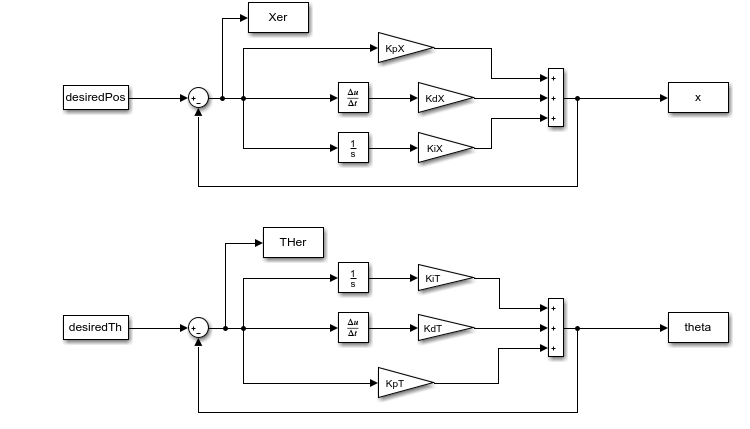 Xer
KpX
desiredPos
+
−
Δu
Δt
KdX
+
+
+
x
1
s
KiX
THer
1
s
KiT
desiredTh
+
−
Δu
Δt
KdT
+
+
+
theta
KpT